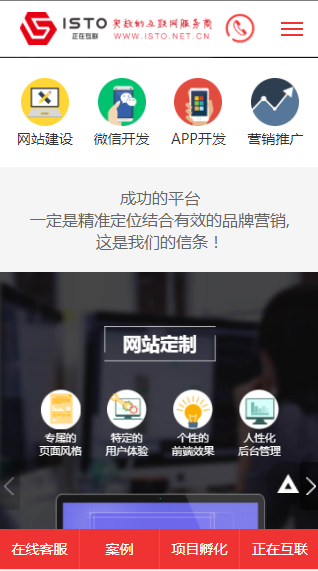 ISTO
正在互联
实效的互联网服务商
WWW.ISTO.NET.CN
网站建设 微信开发 APP开发 营销推广
成功的平台
一定是精准定位结合有效的品牌营销,
这是我们的信条！
网站定制
专属的 特定的 个性的 人性化
页面风格 用户体验 前端效果 后台管理
在线客服 案例 项目孵化 正在互联